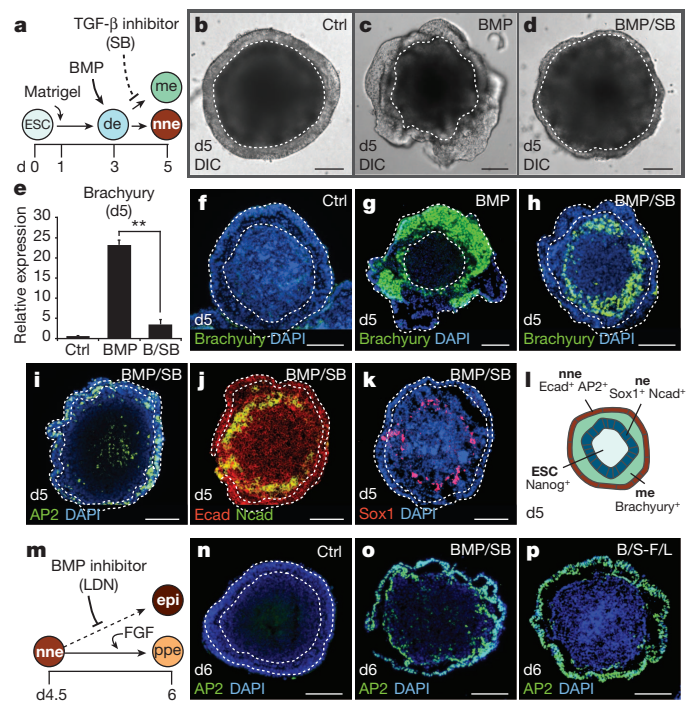 a
TGF-β inhibitor
(SB)
BMP
Matrigel
me
ESC
de
nne
d 0 1 3 5
b
Ctrl
d5
DIC
c
BMP
d5
DIC
d
BMP/SB
d5
DIC
e
Brachyury
(d5)
Relative expression
30
25
20
15
10
5
0
**
Ctrl BMP B/SB
f
Ctrl
d5
Brachyury DAPI
g
BMP
d5
Brachyury DAPI
h
BMP/SB
d5
Brachyury DAPI
i
BMP/SB
d5
AP2 DAPI
j
BMP/SB
d5
Ecad Ncad
k
BMP/SB
d5
Sox1 DAPI
l
nne
Ecad⁺ AP2⁺
ne
Sox1⁺ Ncad⁺
ESC
Nanog⁺
me
Brachyury⁺
d5
m
BMP inhibitor
(LDN)
epi
FGF
nne
ppe
d4.5 6
n
Ctrl
d6
AP2 DAPI
o
BMP/SB
d6
AP2 DAPI
p
B/S-F/L
d6
AP2 DAPI